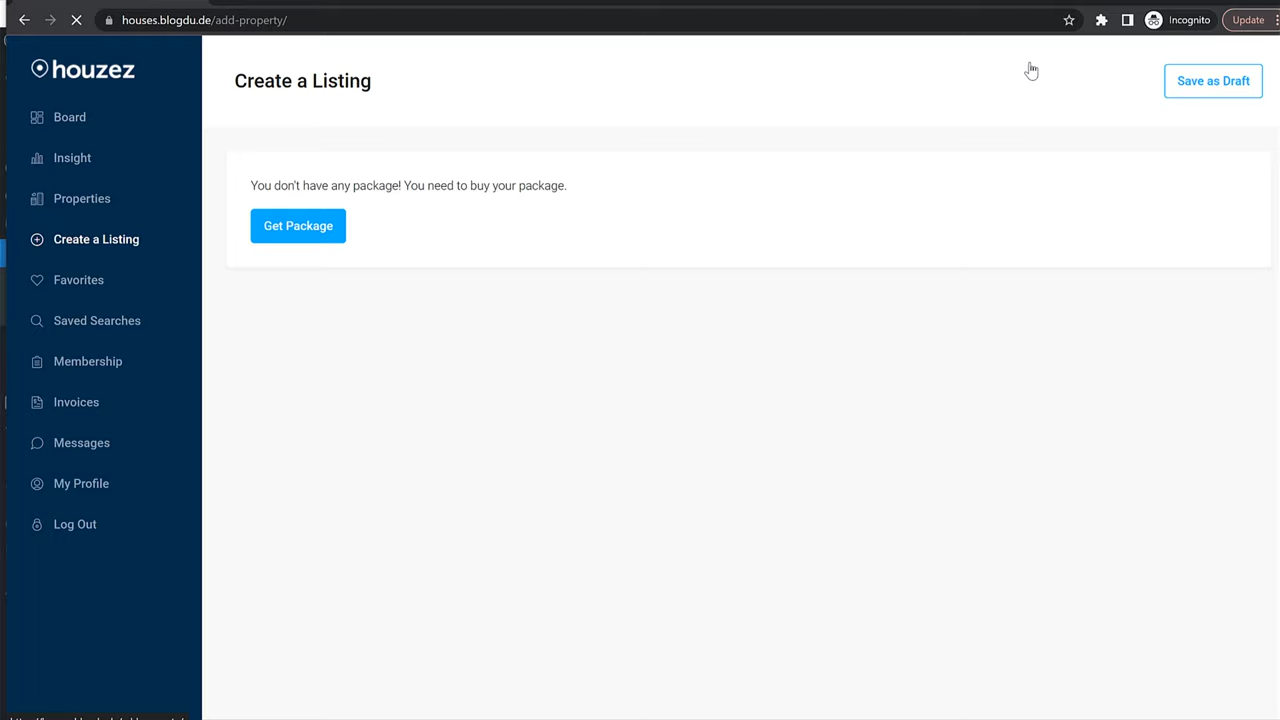 houses.blogdu.de/add-property/
Incognito
Update
houzez
Create a Listing
Save as Draft
Board
Insight
Properties
Create a Listing
Favorites
Saved Searches
Membership
Invoices
Messages
My Profile
Log Out
You don't have any package! You need to buy your package.
Get Package